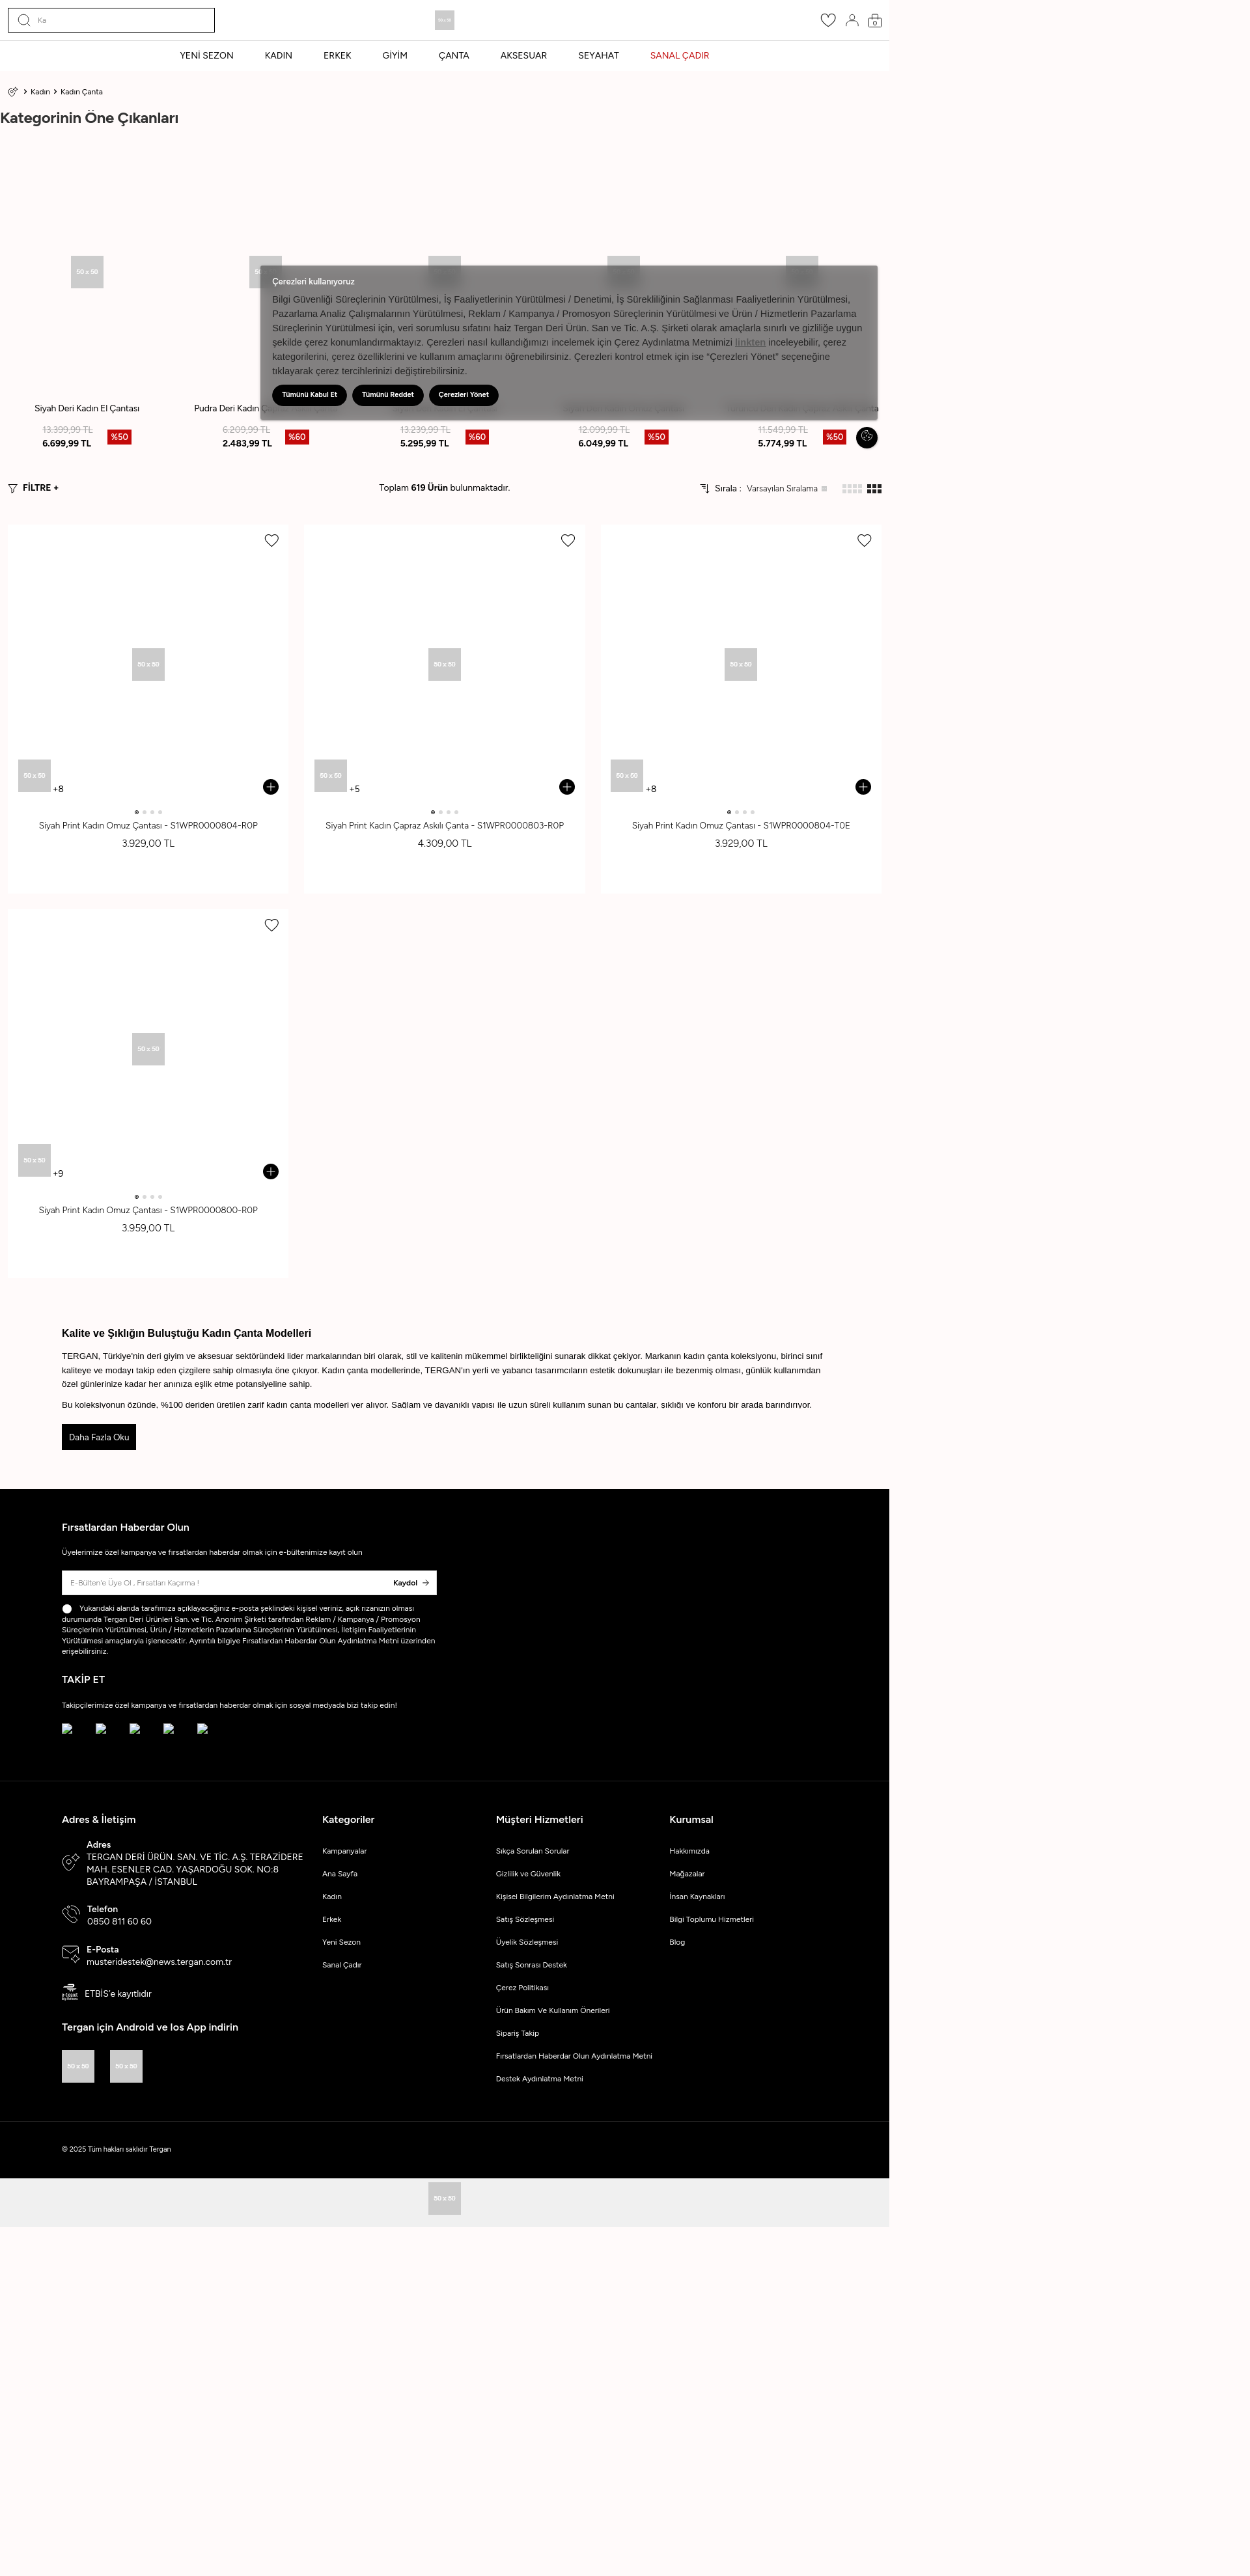 Ka
50 x 50
0
YENİ SEZON KADIN ERKEK GİYİM ÇANTA AKSESUAR SEYAHAT SANAL ÇADIR
Kadın Kadın Çanta
Kategorinin Öne Çıkanları
50 x 50
Çerezleri kullanıyoruz
Bilgi Güvenliği Süreçlerinin Yürütülmesi, İş Faaliyetlerinin Yürütülmesi / Denetimi, İş Sürekliliğinin Sağlanması Faaliyetlerinin Yürütülmesi,
Pazarlama Analiz Çalışmalarının Yürütülmesi, Reklam / Kampanya / Promosyon Süreçlerinin Yürütülmesi ve Ürün / Hizmetlerin Pazarlama
Süreçlerinin Yürütülmesi için, veri sorumlusu sıfatını haiz Tergan Deri Ürün. San ve Tic. A.Ş. Şirketi olarak amaçlarla sınırlı ve gizliliğe uygun
şekilde çerez konumlandırmaktayız. Çerezleri nasıl kullandığımızı incelemek için Çerez Aydınlatma Metnimizi linkten inceleyebilir, çerez
kategorilerini, çerez özelliklerini ve kullanım amaçlarını öğrenebilirsiniz. Çerezleri kontrol etmek için ise “Çerezleri Yönet” seçeneğine
tıklayarak çerez tercihlerinizi değiştirebilirsiniz.
Tümünü Kabul Et Tümünü Reddet Çerezleri Yönet
Siyah Deri Kadın El Çantası Pudra Deri Kadın
13.399,99 TL 6.209,99 TL 13.239,99 TL 12.099,99 TL 11.549,99 TL
%50 %60 %60 %50 %50
6.699,99 TL 2.483,99 TL 5.295,99 TL 6.049,99 TL 5.774,99 TL
FİLTRE + Toplam 619 Ürün bulunmaktadır. Sırala : Varsayılan Sıralama
50 x 50 50 x 50 50 x 50
50 x 50 +8 50 x 50 +5 50 x 50 +8
Siyah Print Kadın Omuz Çantası - S1WPR0000804-R0P Siyah Print Kadın Çapraz Askılı Çanta - S1WPR0000803-R0P Siyah Print Kadın Omuz Çantası - S1WPR0000804-T0E
3.929,00 TL 4.309,00 TL 3.929,00 TL
50 x 50
50 x 50 +9
Siyah Print Kadın Omuz Çantası - S1WPR0000800-R0P
3.959,00 TL
Kalite ve Şıklığın Buluştuğu Kadın Çanta Modelleri
TERGAN, Türkiye'nin deri giyim ve aksesuar sektöründeki lider markalarından biri olarak, stil ve kalitenin mükemmel birlikteliğini sunarak dikkat çekiyor. Markanın kadın çanta koleksiyonu, birinci sınıf
kaliteye ve modayı takip eden çizgilere sahip olmasıyla öne çıkıyor. Kadın çanta modellerinde, TERGAN'ın yerli ve yabancı tasarımcıların estetik dokunuşları ile bezenmiş olması, günlük kullanımdan
özel günlerinize kadar her anınıza eşlik etme potansiyeline sahip.
Bu koleksiyonun özünde, %100 deriden üretilen zarif kadın çanta modelleri yer alıyor. Sağlam ve dayanıklı yapısı ile uzun süreli kullanım sunan bu çantalar, şıklığı ve konforu bir arada barındırıyor.
Daha Fazla Oku
Fırsatlardan Haberdar Olun
Üyelerimize özel kampanya ve fırsatlardan haberdar olmak için e-bültenimize kayıt olun
E-Bülten'e Üye Ol , Fırsatları Kaçırma ! Kaydol
Yukarıdaki alanda tarafımıza açıklayacağınız e-posta şeklindeki kişisel veriniz, açık rızanızın olması
durumunda Tergan Deri Ürünleri San. ve Tic. Anonim Şirketi tarafından Reklam / Kampanya / Promosyon
Süreçlerinin Yürütülmesi, Ürün / Hizmetlerin Pazarlama Süreçlerinin Yürütülmesi, İletişim Faaliyetlerinin
Yürütülmesi amaçlarıyla işlenecektir. Ayrıntılı bilgiye Fırsatlardan Haberdar Olun Aydınlatma Metni üzerinden
erişebilirsiniz.
TAKİP ET
Takipçilerimize özel kampanya ve fırsatlardan haberdar olmak için sosyal medyada bizi takip edin!
Adres & İletişim
Adres
TERGAN DERİ ÜRÜN. SAN. VE TİC. A.Ş. TERAZİDERE
MAH. ESENLER CAD. YAŞARDOĞU SOK. NO:8
BAYRAMPAŞA / İSTANBUL
Telefon
0850 811 60 60
E-Posta
musteridestek@news.tergan.com.tr
ETBİS'e kayıtlıdır
Tergan için Android ve Ios App indirin
50 x 50 50 x 50
Kategoriler
Kampanyalar
Ana Sayfa
Kadın
Erkek
Yeni Sezon
Sanal Çadır
Müşteri Hizmetleri
Sıkça Sorulan Sorular
Gizlilik ve Güvenlik
Kişisel Bilgilerim Aydınlatma Metni
Satış Sözleşmesi
Üyelik Sözleşmesi
Satış Sonrası Destek
Çerez Politikası
Ürün Bakım Ve Kullanım Önerileri
Sipariş Takip
Fırsatlardan Haberdar Olun Aydınlatma Metni
Destek Aydınlatma Metni
Kurumsal
Hakkımızda
Mağazalar
İnsan Kaynakları
Bilgi Toplumu Hizmetleri
Blog
© 2025 Tüm hakları saklıdır Tergan
50 x 50